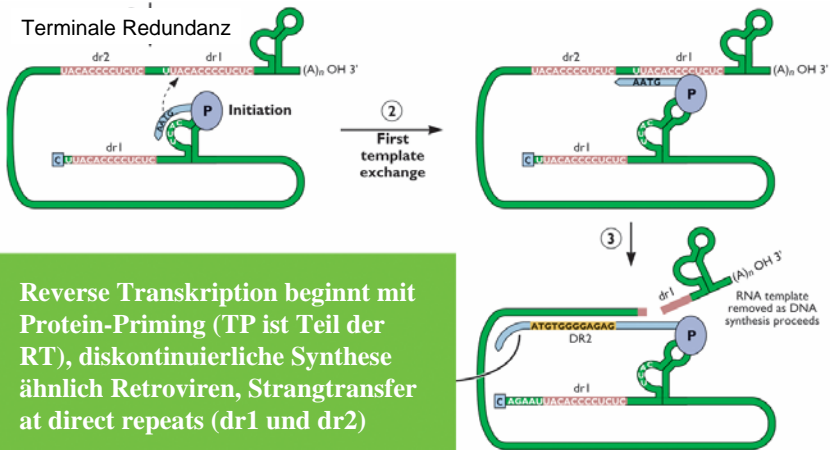 Terminale Redundanz
dr2
dr1
UACACCCCUCUC
UUACACCCCUCUC
(A)n OH 3'
AATG
P
Initiation
dr1
C UUACACCCCUCUC
2
First
template
exchange
dr2
dr1
UACACCCCUCUC
UUACACCCCUCUC
(A)n OH 3'
AATG
P
dr1
C UUACACCCCUCUC
3
dr1
(A)n OH 3'
RNA template
removed as DNA
synthesis proceeds
ATGTGGGGAGAG
DR2
P
dr1
C AGAAUUACACCCCUCUC
Reverse Transkription beginnt mit
Protein-Priming (TP ist Teil der
RT), diskontinuierliche Synthese
ähnlich Retroviren, Strangtransfer
at direct repeats (dr1 und dr2)